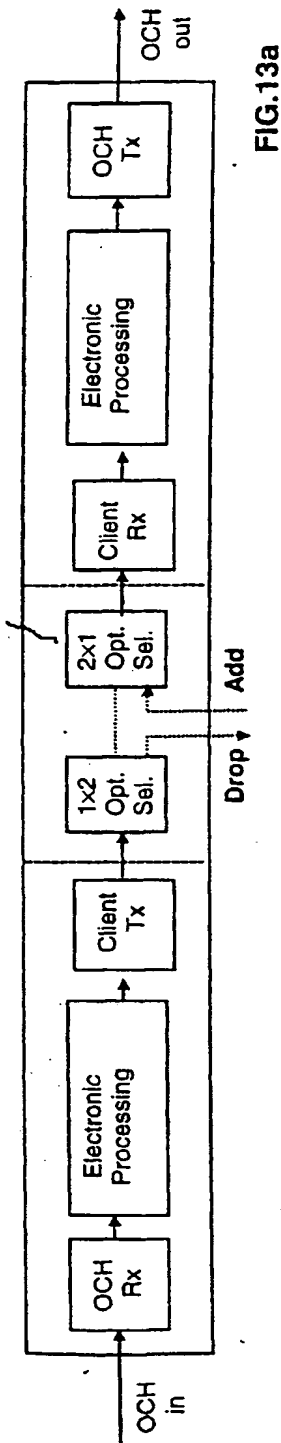 OCH
in
OCH
Rx
Electronic
Processing
Client
Tx
1x2
Opt.
Sel.
Drop
Add
2x1
Opt.
Sel.
Client
Rx
Electronic
Processing
OCH
Tx
OCH
out
FIG.13a